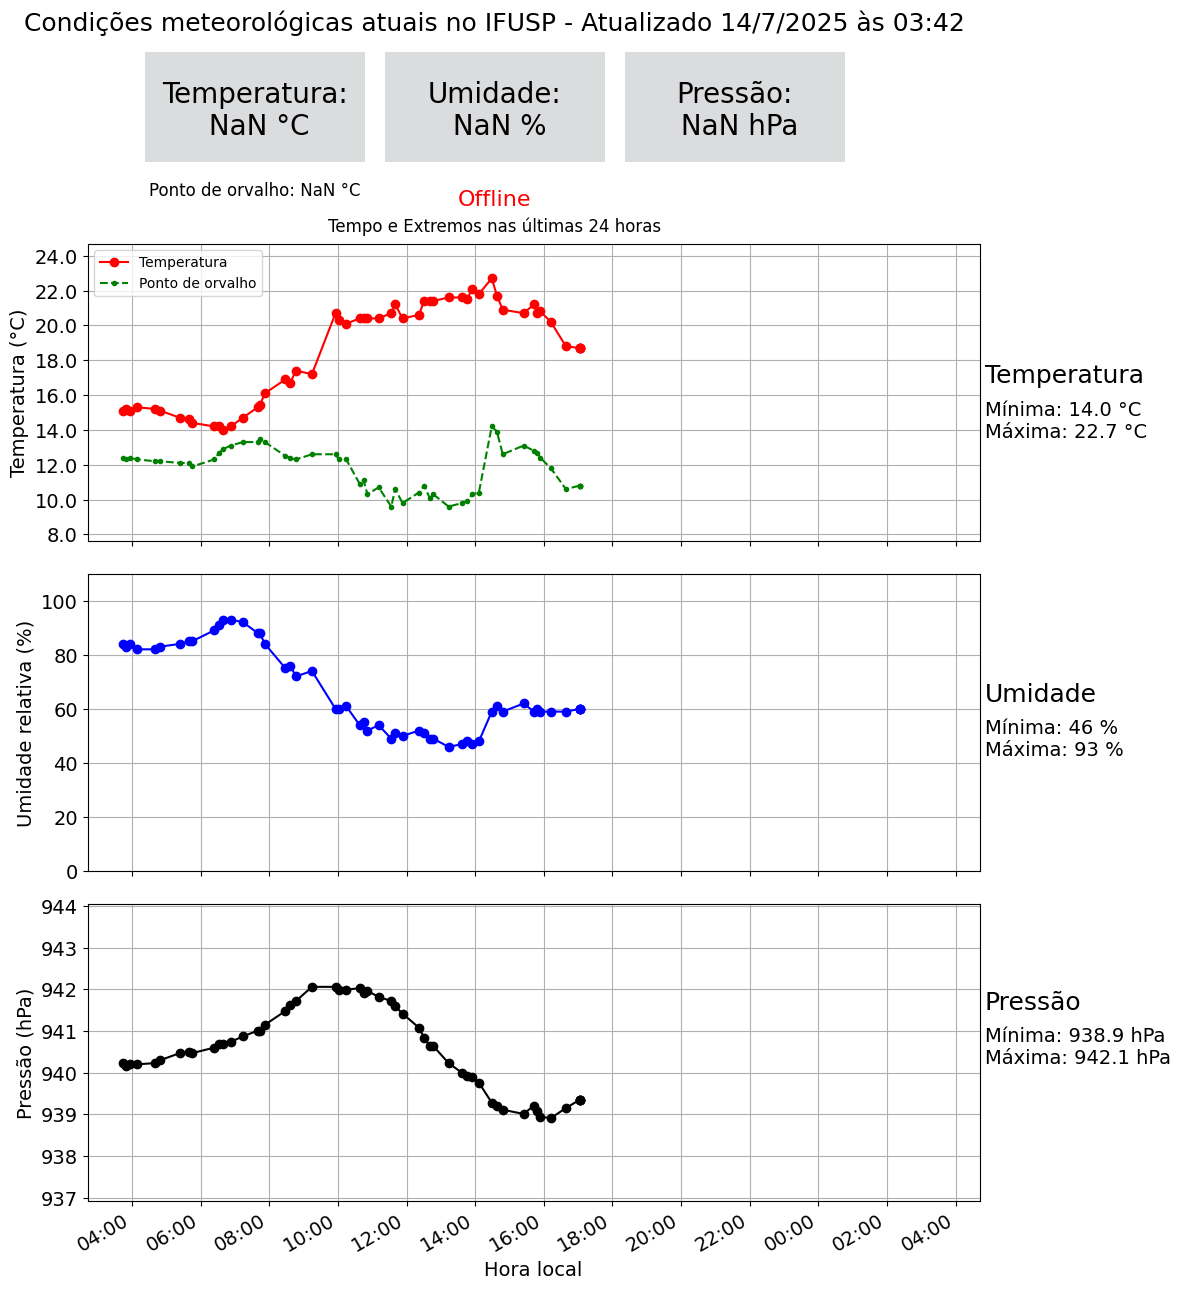 Condições meteorológicas atuais no IFUSP - Atualizado 14/7/2025 às 03:42
Temperatura:
NaN °C
Umidade:
NaN %
Pressão:
NaN hPa
Ponto de orvalho: NaN °C
Offline
Tempo e Extremos nas últimas 24 horas
Temperatura
Ponto de orvalho
Temperatura (°C)
24.0
22.0
20.0
18.0
16.0
14.0
12.0
10.0
8.0
Temperatura
Mínima: 14.0 °C
Máxima: 22.7 °C
Umidade relativa (%)
100
80
60
40
20
0
Umidade
Mínima: 46 %
Máxima: 93 %
Pressão (hPa)
944
943
942
941
940
939
938
937
Pressão
Mínima: 938.9 hPa
Máxima: 942.1 hPa
04:00 06:00 08:00 10:00 12:00 14:00 16:00 18:00 20:00 22:00 00:00 02:00 04:00
Hora local